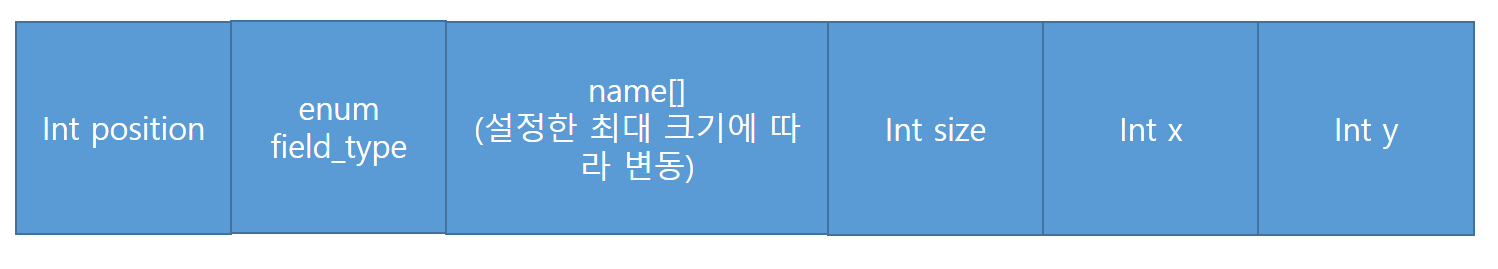 Int position
enum
field_type
name[]
(설정한 최대 크기에 따
라 변동)
Int size
Int x
Int y